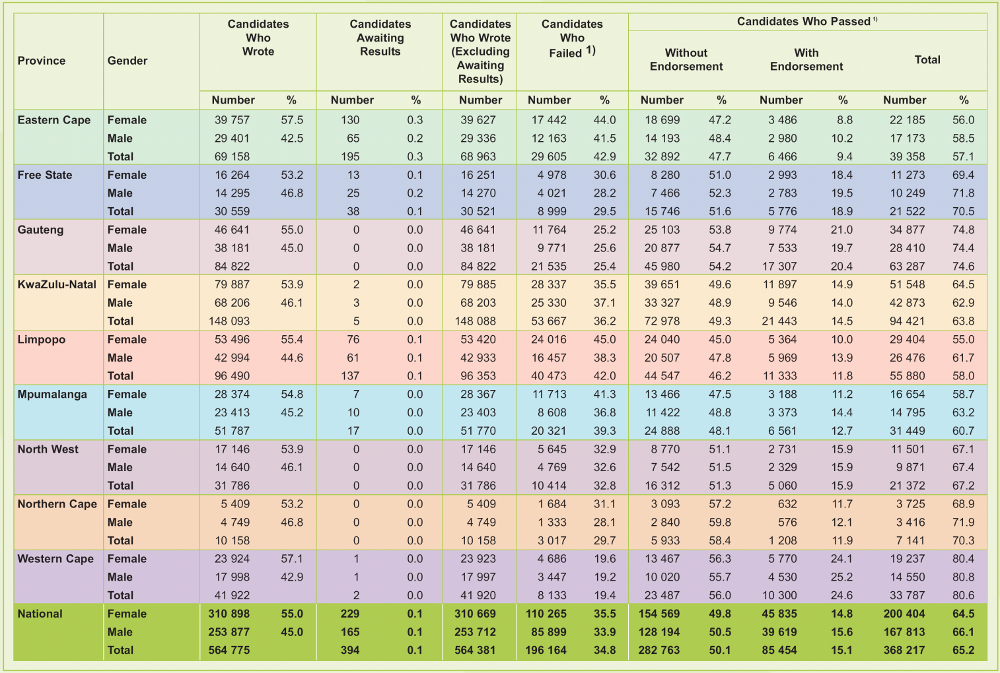 Province Gender Candidates Who Wrote Candidates Awaiting Results Candidates Who Wrote (Excluding Awaiting Results) Candidates Who Failed 1) Candidates Who Passed 1)
Without Endorsement With Endorsement Total
Number % Number % Number Number % Number % Number % Number %
Eastern Cape Female 39 757 57.5 130 0.3 39 627 17 442 44.0 18 699 47.2 3 486 8.8 22 185 56.0
Male 29 401 42.5 65 0.2 29 336 12 163 41.5 14 193 48.4 2 980 10.2 17 173 58.5
Total 69 158 195 0.3 68 963 29 605 42.9 32 892 47.7 6 466 9.4 39 358 57.1
Free State Female 16 264 53.2 13 0.1 16 251 4 978 30.6 8 280 51.0 2 993 18.4 11 273 69.4
Male 14 295 46.8 25 0.2 14 270 4 021 28.2 7 466 52.3 2 783 19.5 10 249 71.8
Total 30 559 38 0.1 30 521 8 999 29.5 15 746 51.6 5 776 18.9 21 522 70.5
Gauteng Female 46 641 55.0 0 0.0 46 641 11 764 25.2 25 103 53.8 9 774 21.0 34 877 74.8
Male 38 181 45.0 0 0.0 38 181 9 771 25.6 20 877 54.7 7 533 19.7 28 410 74.4
Total 84 822 0 0.0 84 822 21 535 25.4 45 980 54.2 17 307 20.4 63 287 74.6
KwaZulu-Natal Female 79 887 53.9 2 0.0 79 885 28 337 35.5 39 651 49.6 11 897 14.9 51 548 64.5
Male 68 206 46.1 3 0.0 68 203 25 330 37.1 33 327 48.9 9 546 14.0 42 873 62.9
Total 148 093 5 0.0 148 088 53 667 36.2 72 978 49.3 21 443 14.5 94 421 63.8
Limpopo Female 53 496 55.4 76 0.1 53 420 24 016 45.0 24 040 45.0 5 364 10.0 29 404 55.0
Male 42 994 44.6 61 0.1 42 933 16 457 38.3 20 507 47.8 5 969 13.9 26 476 61.7
Total 96 490 137 0.1 96 353 40 473 42.0 44 547 46.2 11 333 11.8 55 880 58.0
Mpumalanga Female 28 374 54.8 7 0.0 28 367 11 713 41.3 13 466 47.5 3 188 11.2 16 654 58.7
Male 23 413 45.2 10 0.0 23 403 8 608 36.8 11 422 48.8 3 373 14.4 14 795 63.2
Total 51 787 17 0.0 51 770 20 321 39.3 24 888 48.1 6 561 12.7 31 449 60.7
North West Female 17 146 53.9 0 0.0 17 146 5 645 32.9 8 770 51.1 2 731 15.9 11 501 67.1
Male 14 640 46.1 0 0.0 14 640 4 769 32.6 7 542 51.5 2 329 15.9 9 871 67.4
Total 31 786 0 0.0 31 786 10 414 32.8 16 312 51.3 5 060 15.9 21 372 67.2
Northern Cape Female 5 409 53.2 0 0.0 5 409 1 684 31.1 3 093 57.2 632 11.7 3 725 68.9
Male 4 749 46.8 0 0.0 4 749 1 333 28.1 2 840 59.8 576 12.1 3 416 71.9
Total 10 158 0 0.0 10 158 3 017 29.7 5 933 58.4 1 208 11.9 7 141 70.3
Western Cape Female 23 924 57.1 1 0.0 23 923 4 686 19.6 13 467 56.3 5 770 24.1 19 237 80.4
Male 17 998 42.9 1 0.0 17 997 3 447 19.2 10 020 55.7 4 530 25.2 14 550 80.8
Total 41 922 2 0.0 41 920 8 133 19.4 23 487 56.0 10 300 24.6 33 787 80.6
National Female 310 898 55.0 229 0.1 310 669 110 265 35.5 154 569 49.8 45 835 14.8 200 404 64.5
Male 253 877 45.0 165 0.1 253 712 85 899 33.9 128 194 50.5 39 619 15.6 167 813 66.1
Total 564 775 394 0.1 564 381 196 164 34.8 282 763 50.1 85 454 15.1 368 217 65.2